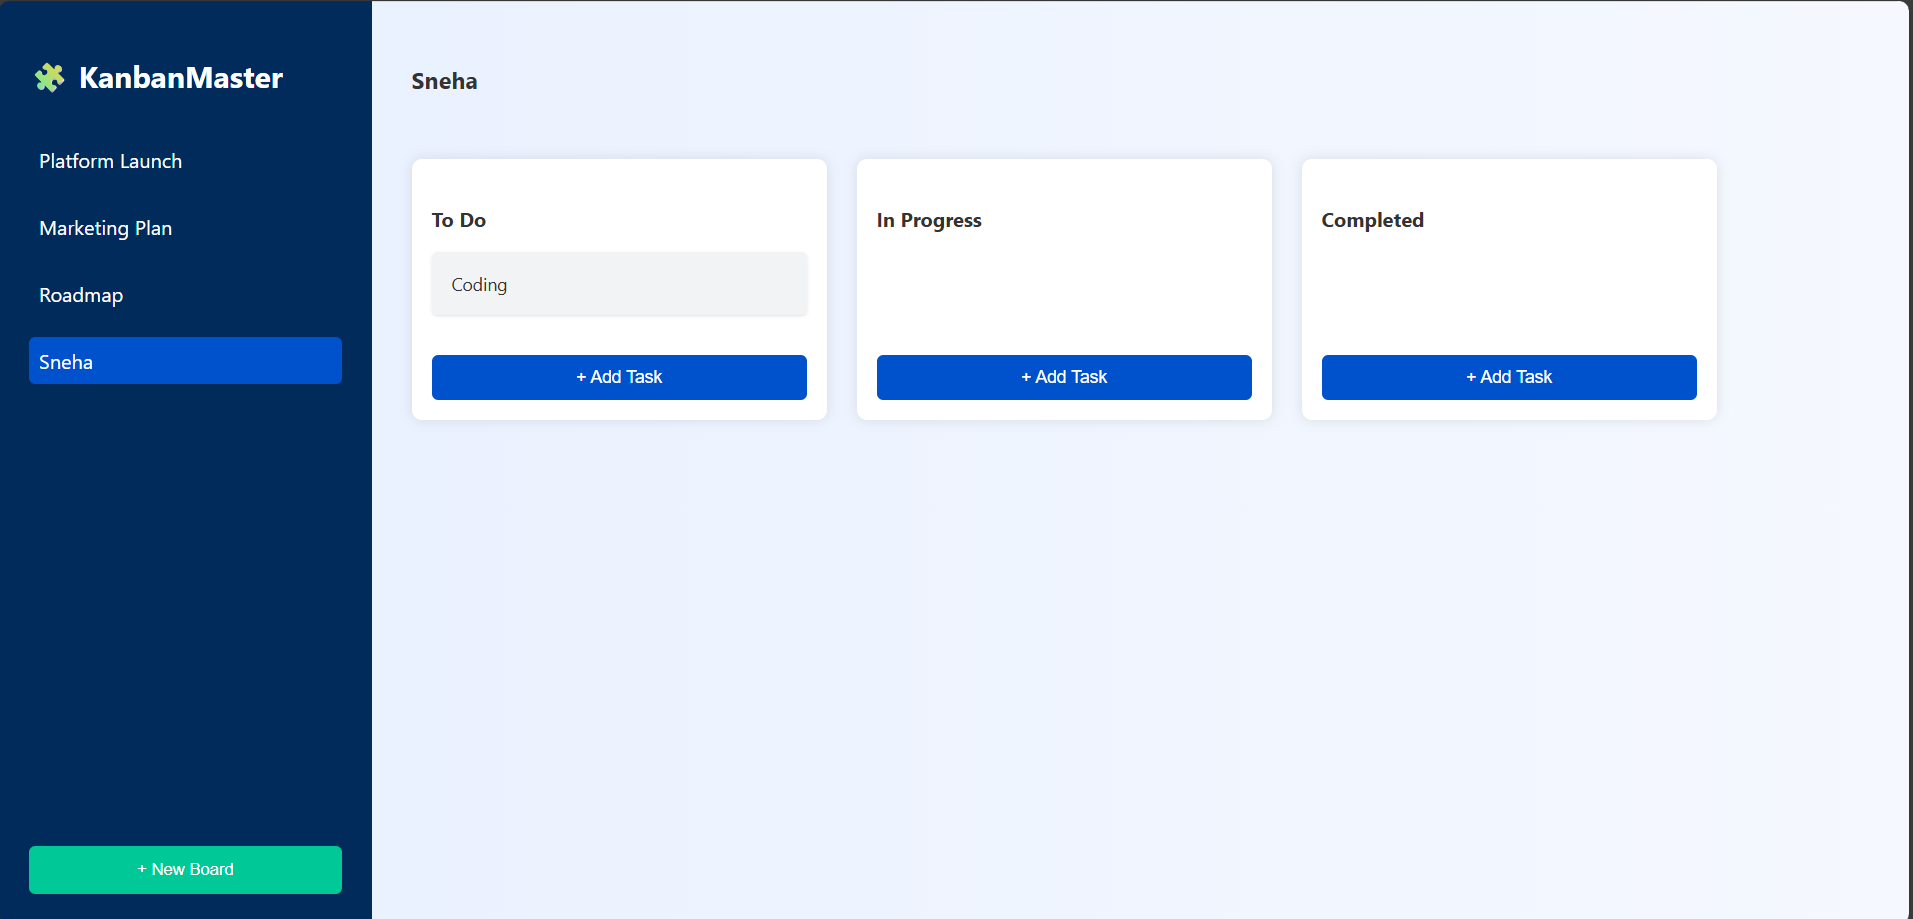 KanbanMaster
Platform Launch
Marketing Plan
Roadmap
Sneha
+ New Board
Sneha
To Do
Coding
+ Add Task
In Progress
+ Add Task
Completed
+ Add Task